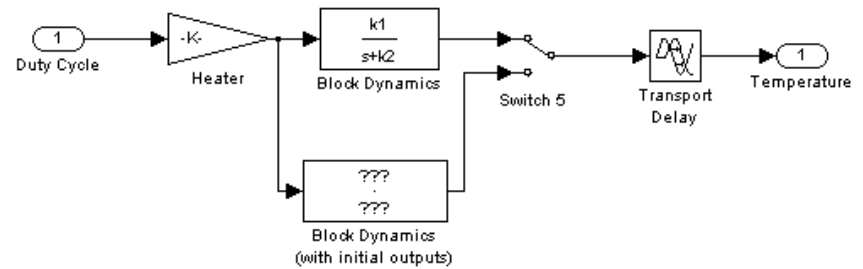 1
Duty Cycle
-K-
Heater
k1
s+k2
Block Dynamics
Switch 5
Transport
Delay
1
Temperature
???
.
???
Block Dynamics
(with initial outputs)